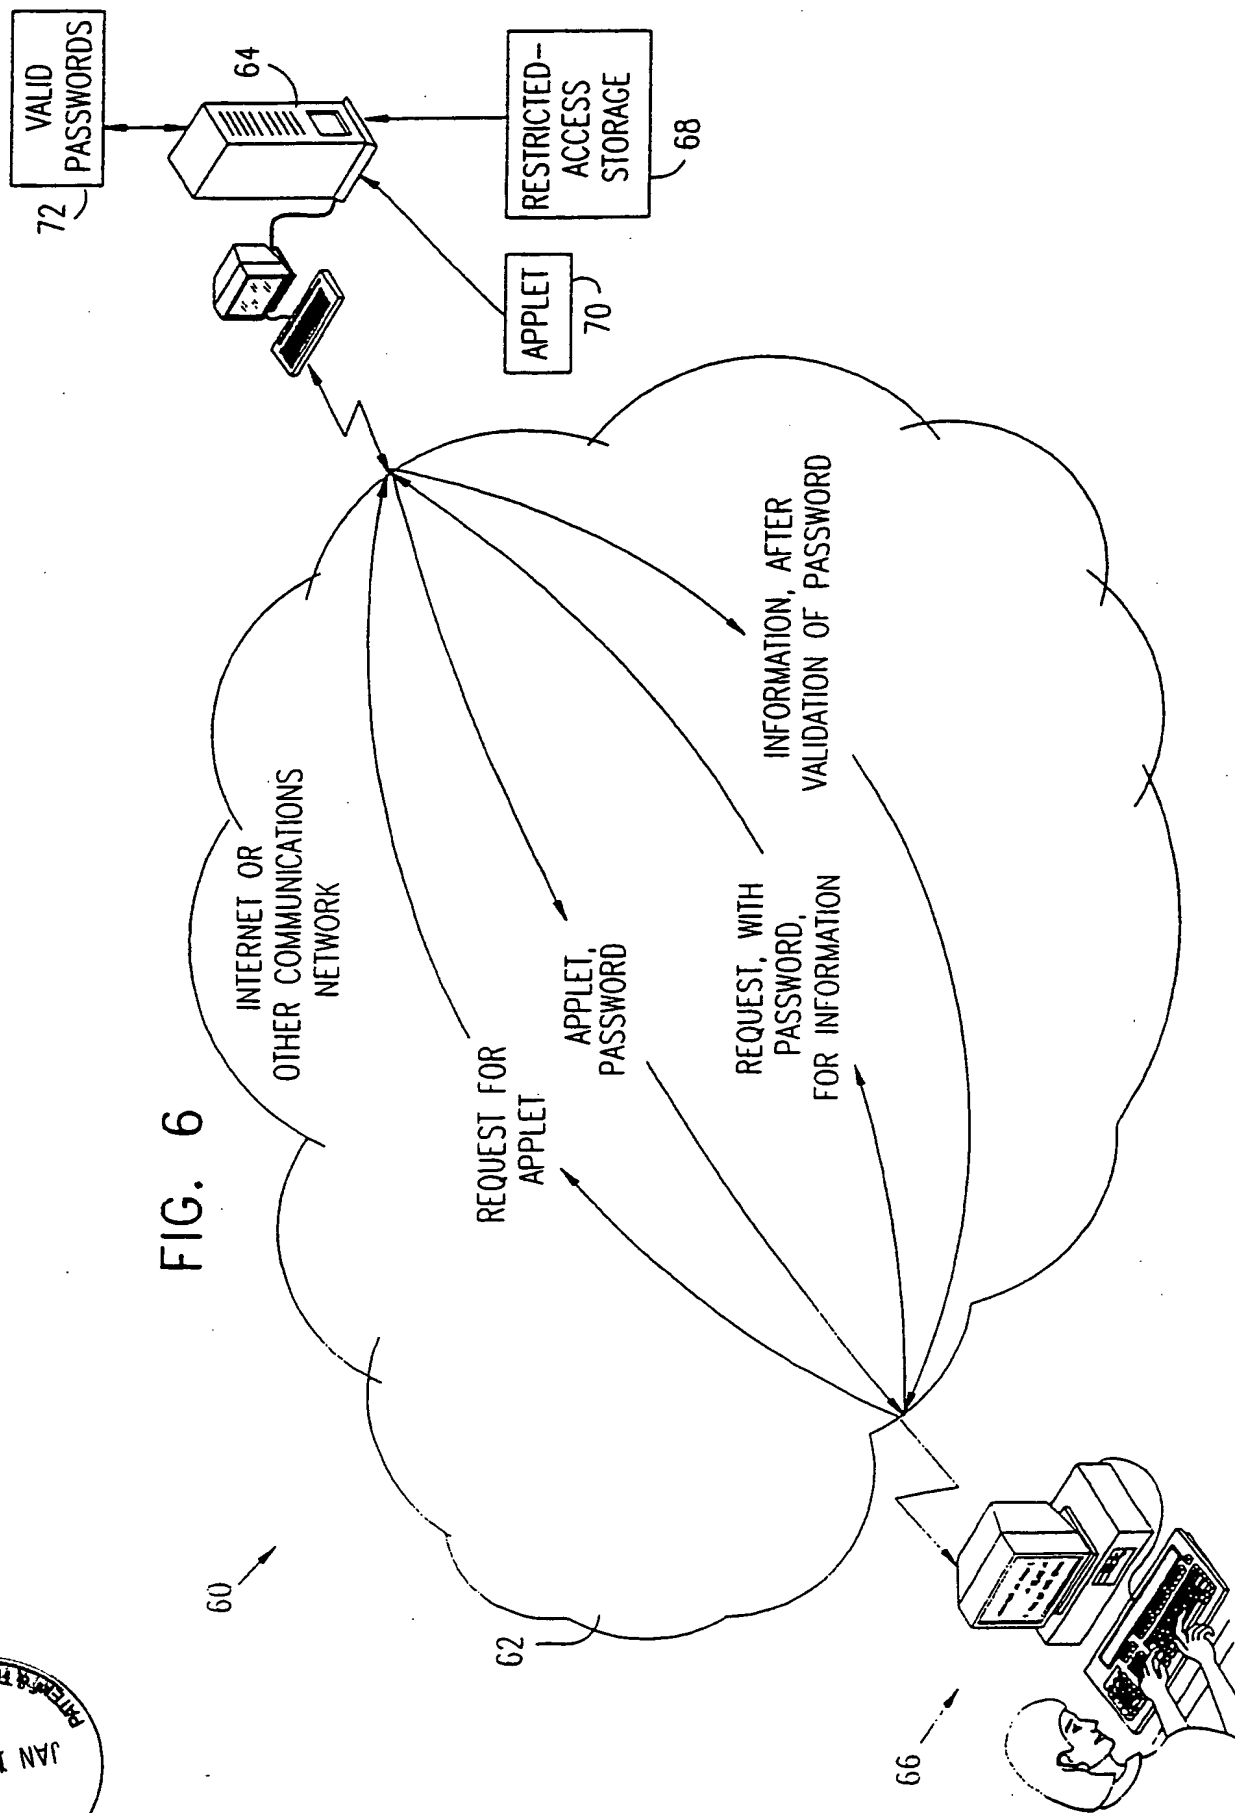 FIG. 6
60
62
66
INTERNET OR
OTHER COMMUNICATIONS
NETWORK
REQUEST FOR
APPLET
APPLET,
PASSWORD
REQUEST, WITH
PASSWORD,
FOR INFORMATION
INFORMATION, AFTER
VALIDATION OF PASSWORD
VALID
PASSWORDS
72
64
APPLET
70
RESTRICTED-
ACCESS
STORAGE
68
JAN
PATENT &